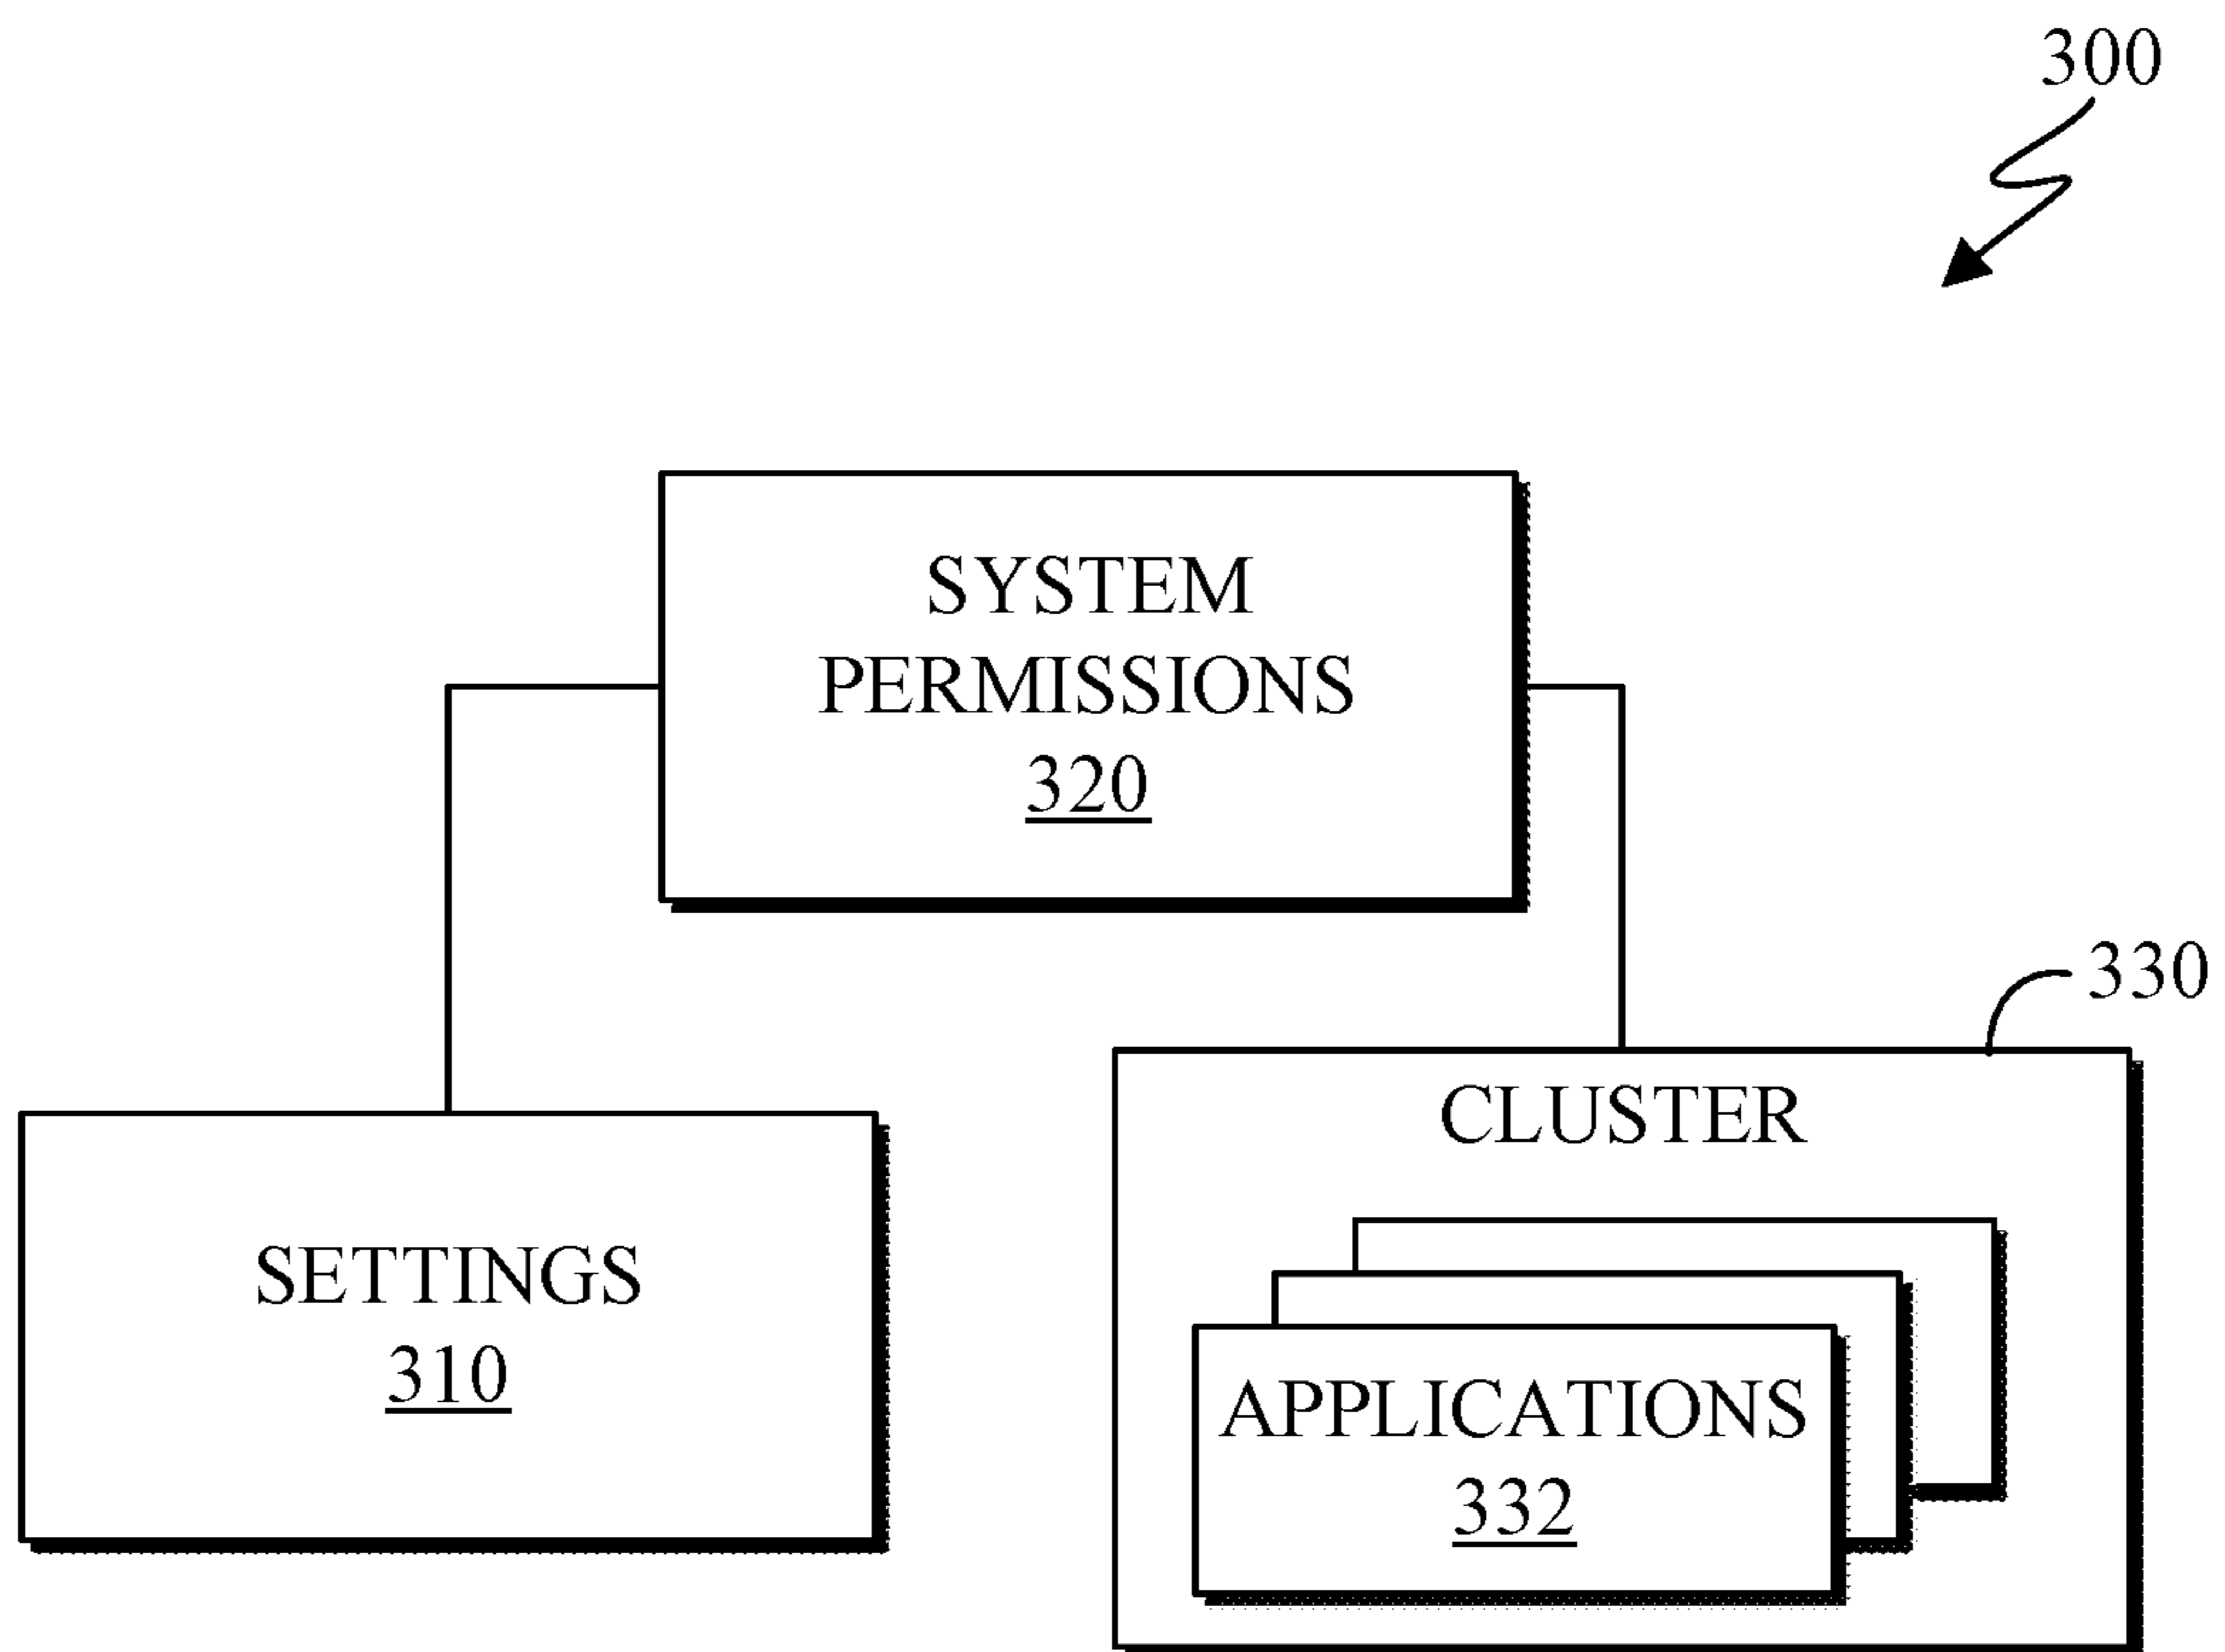 300
SYSTEM
PERMISSIONS
320
330
CLUSTER
SETTINGS
310
APPLICATIONS
332